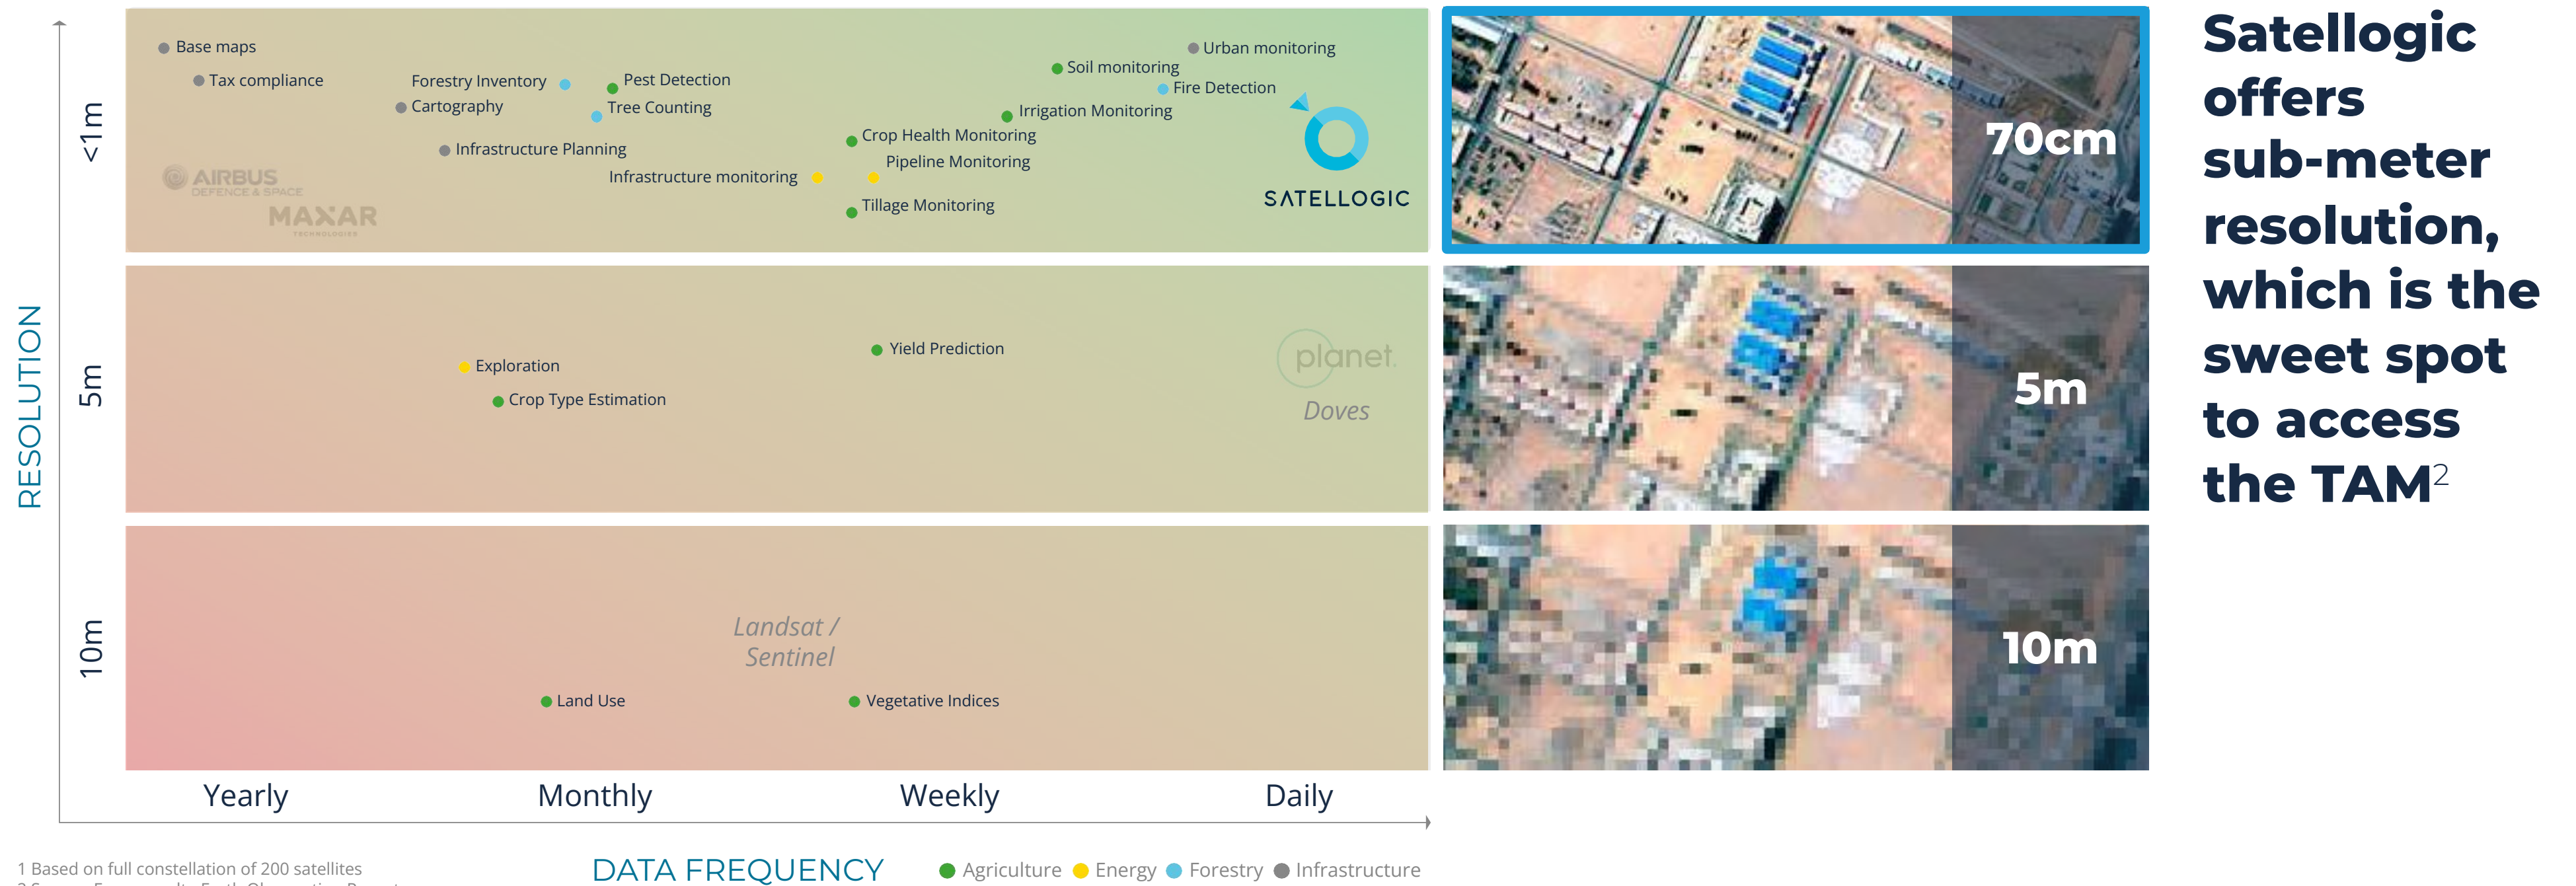 RESOLUTION
<1m
Base maps
Tax compliance
Forestry Inventory
Cartography
Pest Detection
Tree Counting
Infrastructure Planning
Infrastructure monitoring
Crop Health Monitoring
Pipeline Monitoring
Tillage Monitoring
Irrigation Monitoring
Soil monitoring
Fire Detection
Urban monitoring
AIRBUS
DEFENCE & SPACE
MAXAR
TECHNOLOGIES
SATELLOGIC
70cm
5m
Exploration
Crop Type Estimation
Yield Prediction
planet.
Doves
5m
10m
Landsat /
Sentinel
Land Use
Vegetative Indices
10m
Yearly
Monthly
Weekly
Daily
DATA FREQUENCY
Agriculture
Energy
Forestry
Infrastructure
1 Based on full constellation of 200 satellites
Satellogic
offers
sub-meter
resolution,
which is the
sweet spot
to access
the TAM2